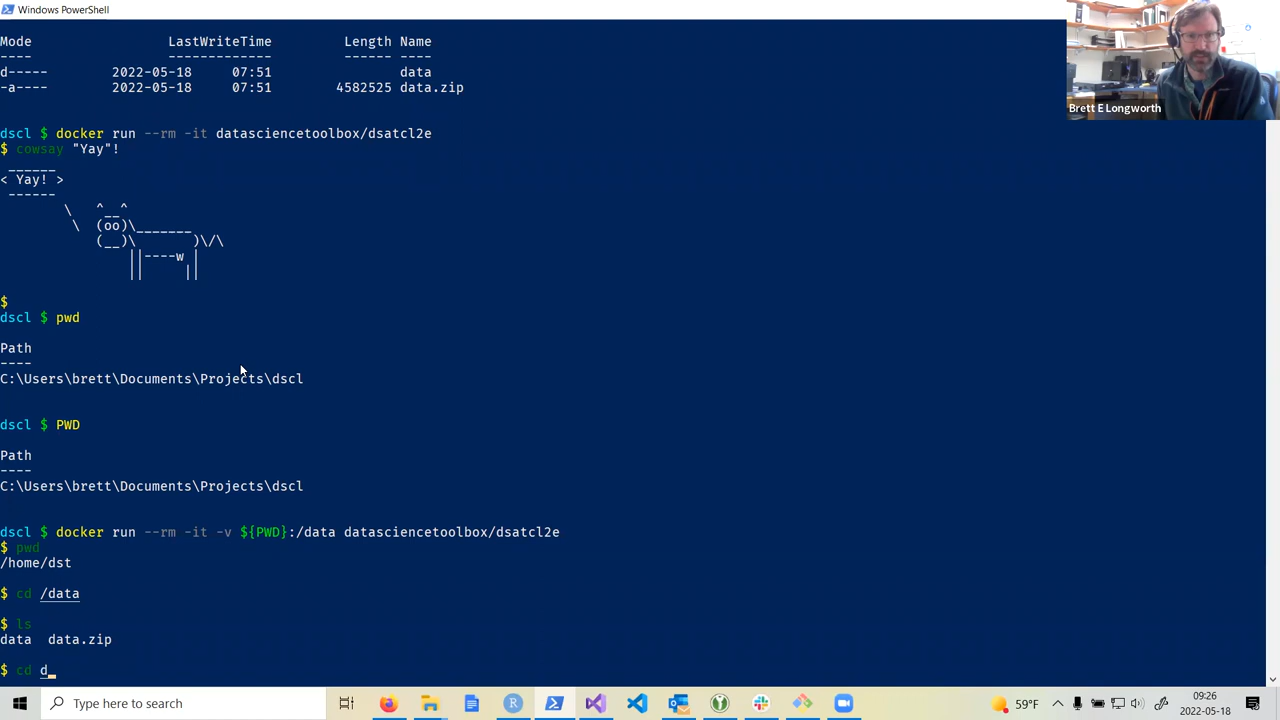 Windows PowerShell
Mode LastWriteTime Length Name
---- ------------- ------ ----
d----- 2022-05-18 07:51 data
-a---- 2022-05-18 07:51 4582525 data.zip
dscl $ docker run --rm -it datasciencetoolbox/dsatcl2e
$ cowsay "Yay"!
______
< Yay! >
------
\ ^__^
\ (oo)\_______
(__)\ )\/\
||----w |
|| ||
$
dscl $ pwd
Path
----
C:\Users\brett\Documents\Projects\dscl
dscl $ PWD
Path
----
C:\Users\brett\Documents\Projects\dscl
dscl $ docker run --rm -it -v ${PWD}:/data datasciencetoolbox/dsatcl2e
$ pwd
/home/dst
$ cd /data
$ ls
data data.zip
$ cd d_
Brett E Longworth
Type here to search
59°F
09:26
2022-05-18